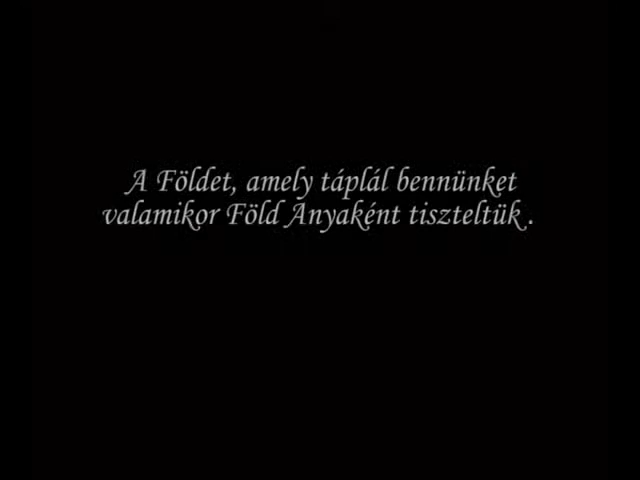 A Földet, amely táplál bennünket
valamikor Föld Anyaként tiszteltük .